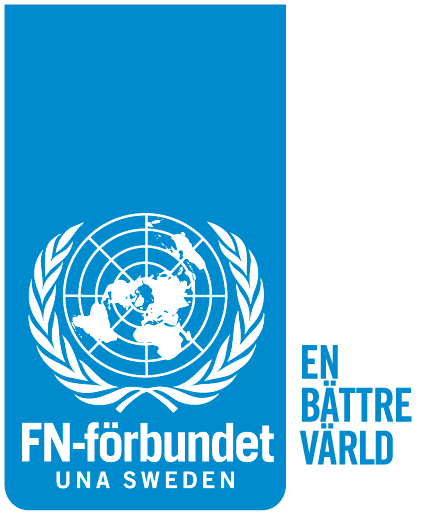 FN-förbundet
UNA SWEDEN
EN
BÄTTRE
VÄRLD